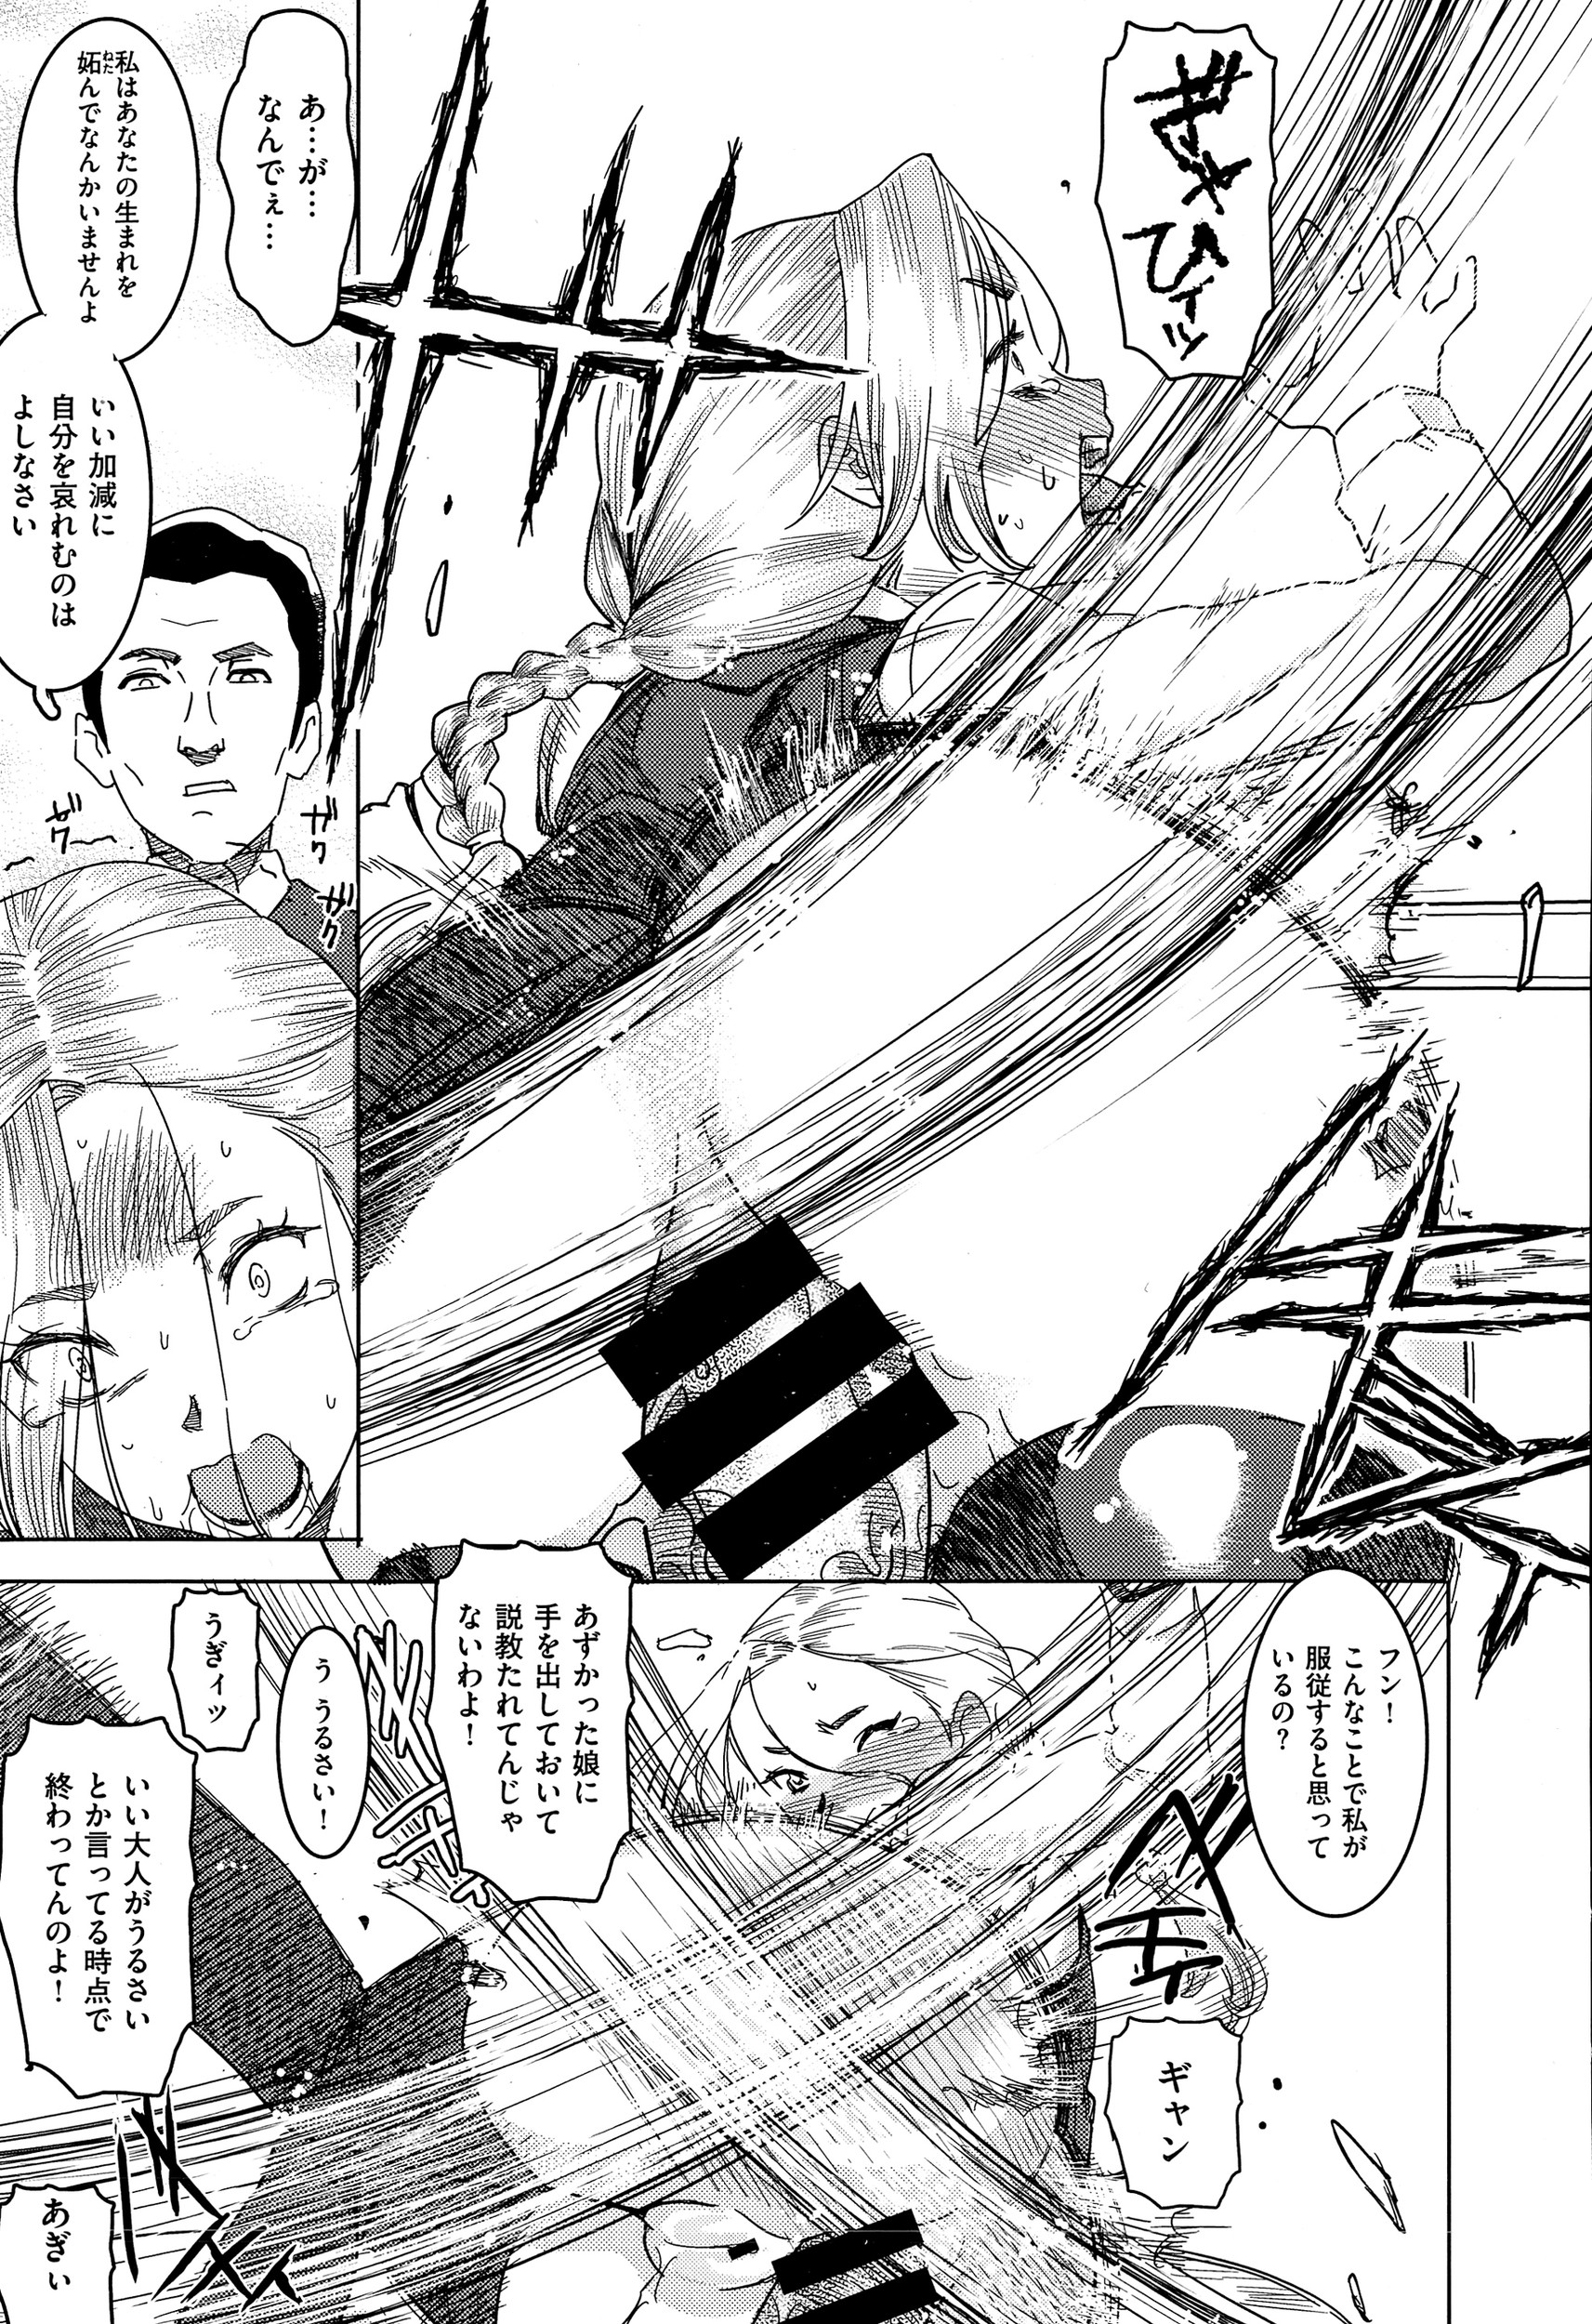 ぎゃ
ひィッ
あ…が…
なんでぇ…
私はあなたの生まれを
妬んでなんかいませんよ
いい加減に
自分を哀れむのは
よしなさい
ガク
ガク
ガク
フン！
こんなことで私が
服従すると思って
いるの？
ギャン
あずかった娘に
手を出しておいて
説教たれてんじゃ
ないわよ！
う うるさい！
うぎィッ
いい大人がうるさい
とか言ってる時点で
終わってんのよ！
あぎぃ